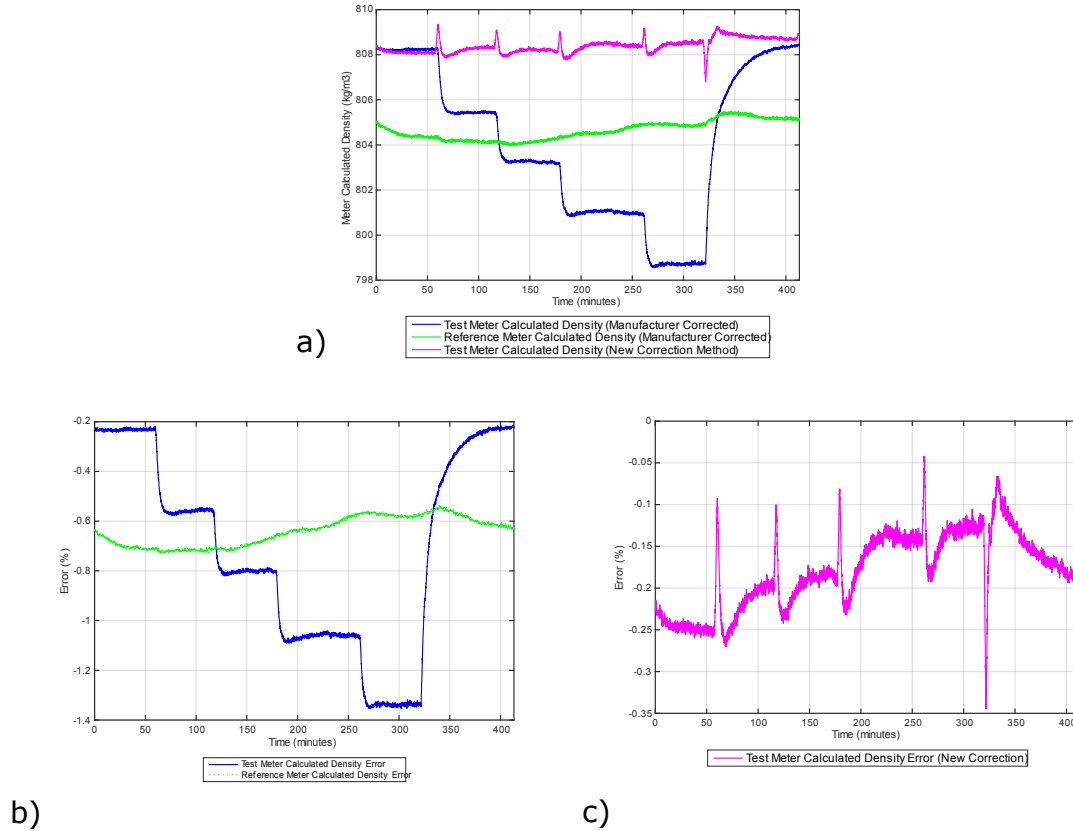 810
808
806
804
802
800
798
Meter Calculated Density (kg/m3)
0 50 100 150 200 250 300 350 400
Time (minutes)
Test Meter Calculated Density (Manufacturer Corrected)
Reference Meter Calculated Density (Manufacturer Corrected)
Test Meter Calculated Density (New Correction Method)
a)
-0.2
-0.4
-0.6
-0.8
-1
-1.2
-1.4
Error (%)
0 50 100 150 200 250 300 350 400
Time (minutes)
Test Meter Calculated Density Error
Reference Meter Calculated Density Error
b)
0
-0.05
-0.1
-0.15
-0.2
-0.25
-0.3
-0.35
Error (%)
0 50 100 150 200 250 300 350 400
Time (minutes)
Test Meter Calculated Density Error (New Correction)
c)